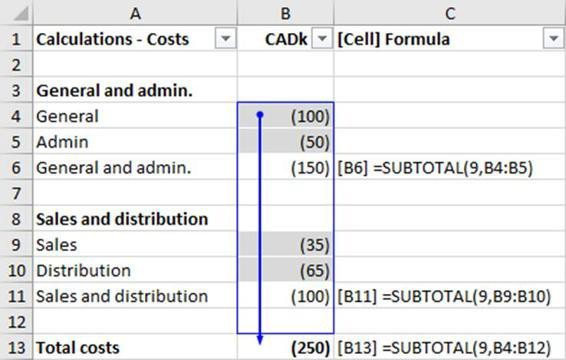 A B C
1 Calculations - Costs CADk [Cell] Formula
2
3 General and admin.
4 General (100)
5 Admin (50)
6 General and admin. (150) [B6] =SUBTOTAL(9,B4:B5)
7
8 Sales and distribution
9 Sales (35)
10 Distribution (65)
11 Sales and distribution (100) [B11] =SUBTOTAL(9,B9:B10)
12
13 Total costs (250) [B13] =SUBTOTAL(9,B4:B12)